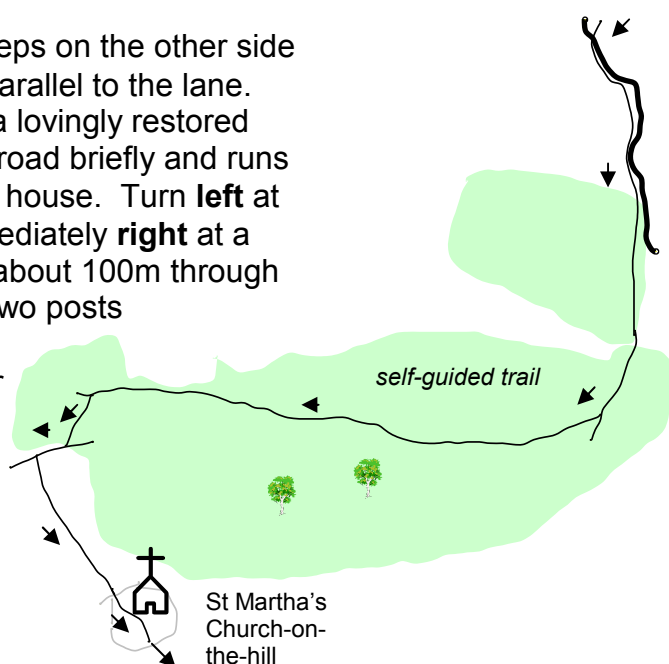 eps on the other side
arallel to the lane.
a lovingly restored
road briefly and runs
house. Turn left at
ediately right at a
about 100m through
wo posts
self-guided trail
St Martha's
Church-on-
the-hill